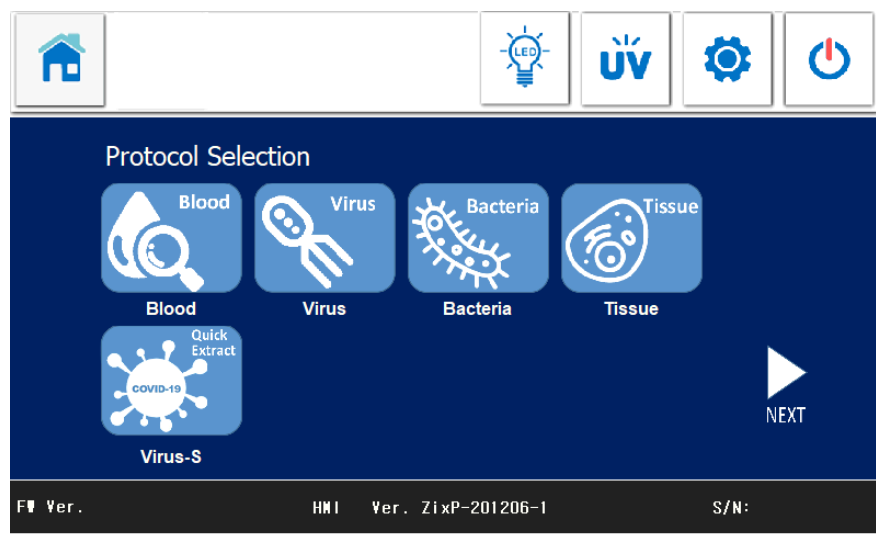 LED
UV
Protocol Selection
Blood
Virus
Bacteria
Tissue
Blood
Virus
Bacteria
Tissue
Quick
Extract
COVID-19
NEXT
Virus-S
FW Ver.
HMI Ver. ZixP-201206-1
S/N: